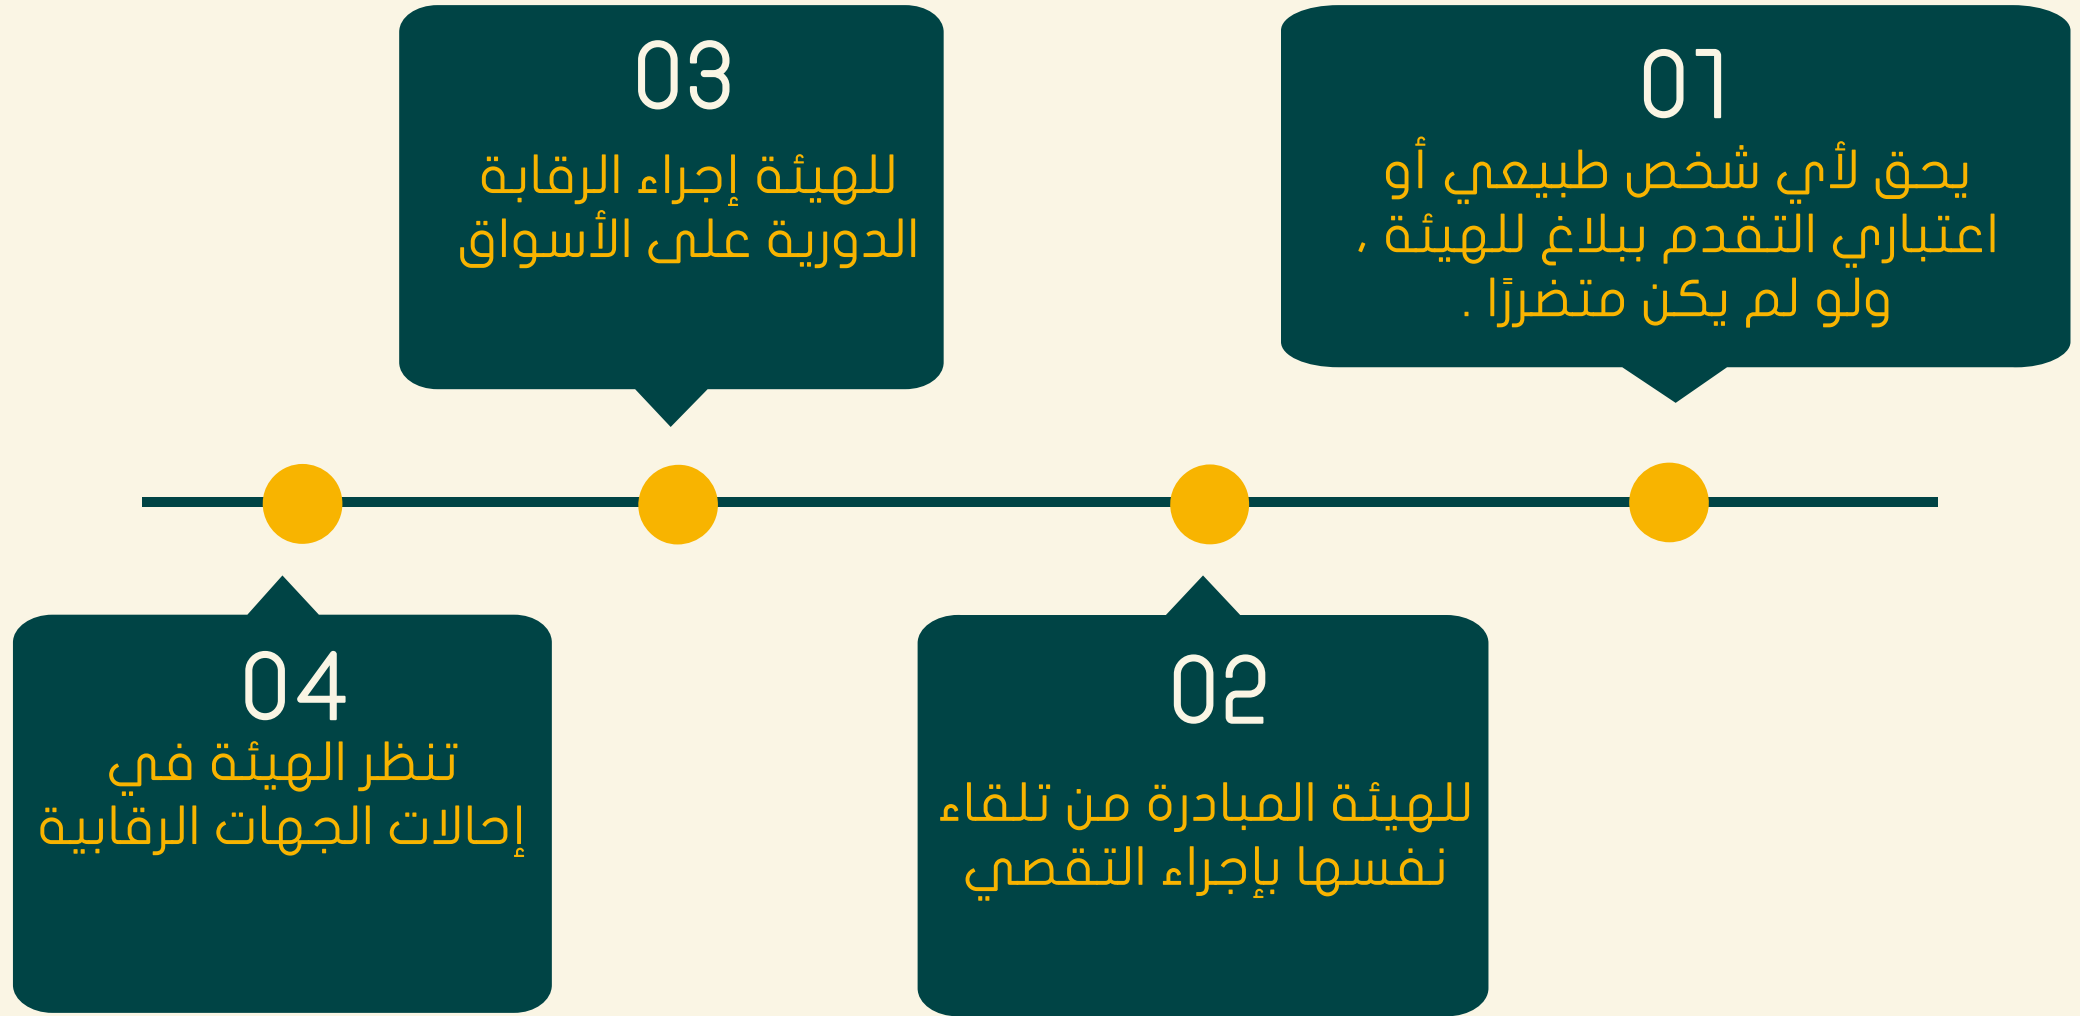 01
يحق لأي شخص طبيعي أو
اعتباري التقدم ببلاغ للهيئة ،
ولو لم يكن متضررًا .
02
للهيئة المبادرة من تلقاء
نفسها بإجراء التقصي
03
للهيئة إجراء الرقابة
الدورية على الأسواق
04
تنظر الهيئة في
إحالات الجهات الرقابية